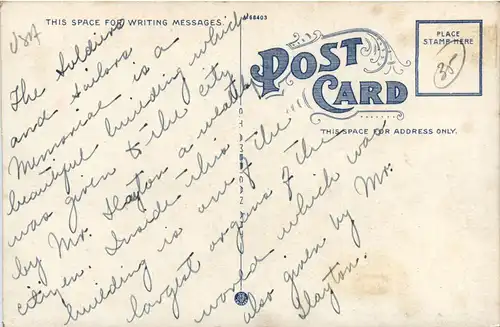 THIS SPACE FOR WRITING MESSAGES.
M68403
USA
POST CARD
THIS SPACE FOR ADDRESS ONLY.
PLACE
STAMP HERE
35
The Soldiers
and Sailors
Memorial is a
beautiful building which
was given to the city
by Mr. Slayton a wealthy
citizen. Inside this
building is one of the
largest organs of the
world which was
also given by Mr.
Slayton.